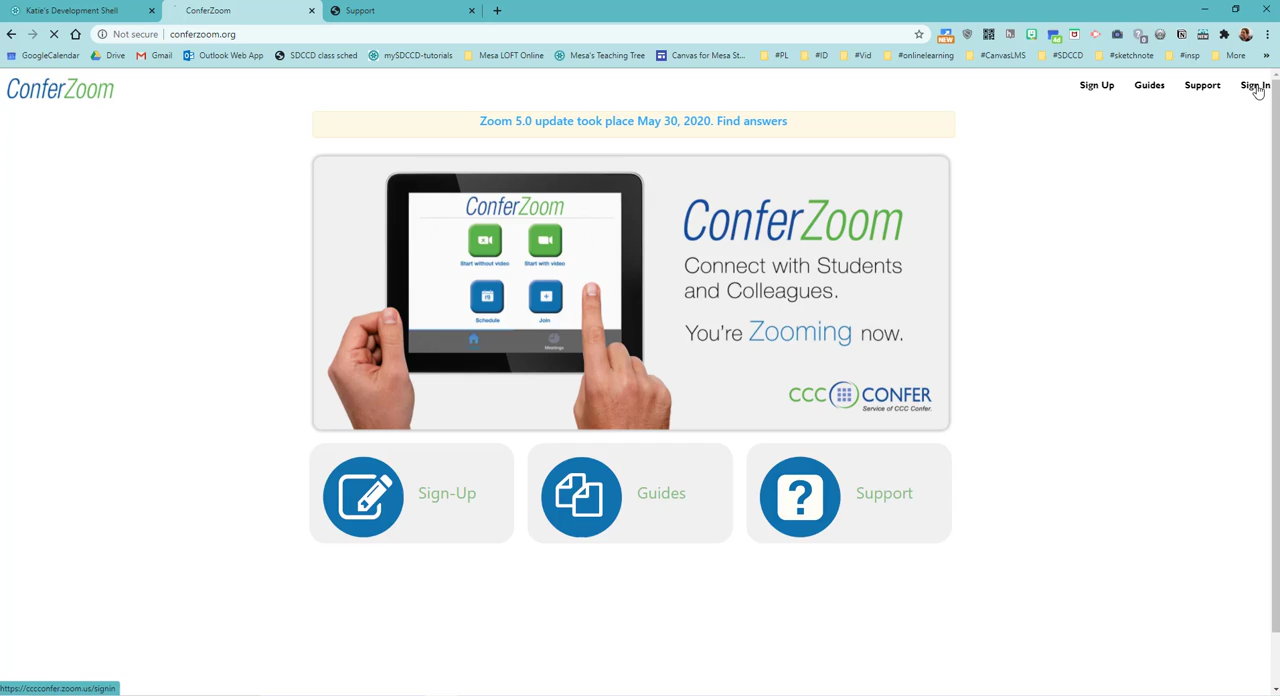 Katie's Development Shell
ConferZoom
Support
Not secure | conferzoom.org
NEW
GoogleCalendar Drive Gmail Outlook Web App SDCCD class sched mySDCCD-tutorials Mesa LOFT Online Mesa's Teaching Tree Canvas for Mesa St... #PL #ID #Vid #onlinelearning #CanvasLMS #SDCCD #sketchnote #insp More
ConferZoom
Sign Up Guides Support Sign In
Zoom 5.0 update took place May 30, 2020. Find answers
ConferZoom
Start without video Start with video
Schedule Join
Meetings
ConferZoom
Connect with Students
and Colleagues.
You're Zooming now.
CCC CONFER
Service of CCC Confer.
Sign-Up
Guides
? Support
https://cccconfer.zoom.us/signin